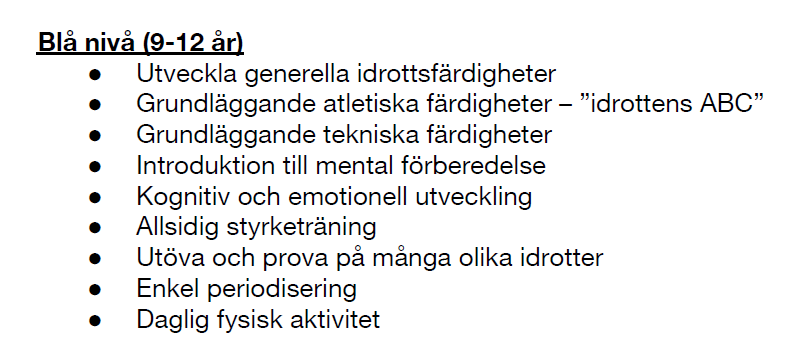 Blå nivå (9-12 år)
● Utveckla generella idrottsfärdigheter
● Grundläggande atletiska färdigheter – ”idrottens ABC”
● Grundläggande tekniska färdigheter
● Introduktion till mental förberedelse
● Kognitiv och emotionell utveckling
● Allsidig styrketräning
● Utöva och prova på många olika idrotter
● Enkel periodisering
● Daglig fysisk aktivitet